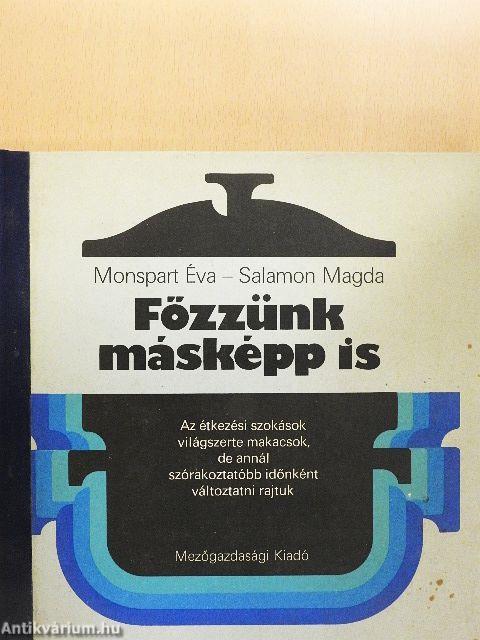 Monspart Éva – Salamon Magda
Főzzünk
másképp is
Az étkezési szokások
világszerte makacsok,
de annál
szórakoztatóbb időnként
változtatni rajtuk
Mezőgazdasági Kiadó
Antikvárium.hu